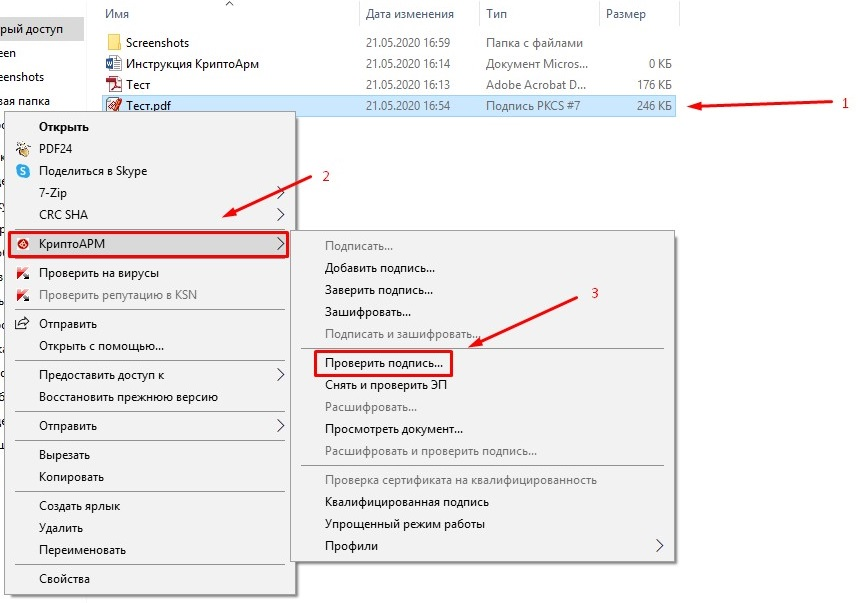 Имя Дата изменения Тип Размер
рый доступ
Screenshots 21.05.2020 16:59 Папка с файлами
een
Инструкция КриптоАрм 21.05.2020 16:14 Документ Micros... 0 КБ
eenshots
Тест 21.05.2020 16:13 Adobe Acrobat D... 176 КБ
вая папка
Тест.pdf 21.05.2020 16:54 Подпись PKCS #7 246 КБ
1
Открыть
PDF24
Поделиться в Skype
2
7-Zip
CRC SHA
КриптоАРМ
Проверить на вирусы
Проверить репутацию в KSN
Отправить
Открыть с помощью...
Предоставить доступ к
Восстановить прежнюю версию
Отправить
Вырезать
Копировать
Создать ярлык
Удалить
Переименовать
Свойства
Подписать...
Добавить подпись...
Заверить подпись...
3
Зашифровать...
Подписать и зашифровать...
Проверить подпись...
Снять и проверить ЭП
Расшифровать...
Просмотреть документ...
Расшифровать и проверить подпись...
Проверка сертификата на квалифицированность
Квалифицированная подпись
Упрощенный режим работы
Профили